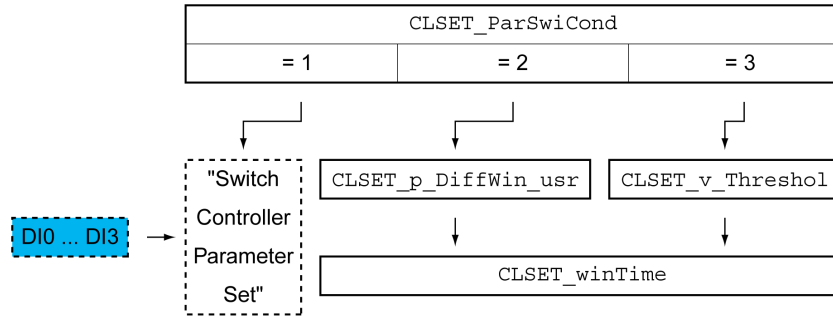 CLSET_ParSwiCond
= 1
= 2
= 3
"Switch
Controller
Parameter
Set"
CLSET_p_DiffWin_usr
CLSET_v_Threshol
DI0 ... DI3
CLSET_winTime